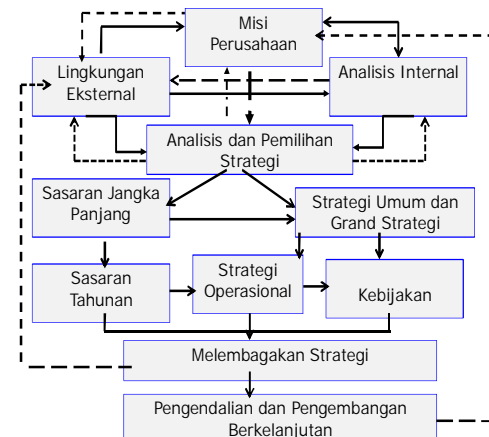 Misi
Perusahaan
Lingkungan
Eksternal
Analisis Internal
Analisis dan Pemilihan
Strategi
Sasaran Jangka
Panjang
Strategi Umum dan
Grand Strategi
Sasaran
Tahunan
Strategi
Operasional
Kebijakan
Melembagakan Strategi
Pengendalian dan Pengembangan
Berkelanjutan